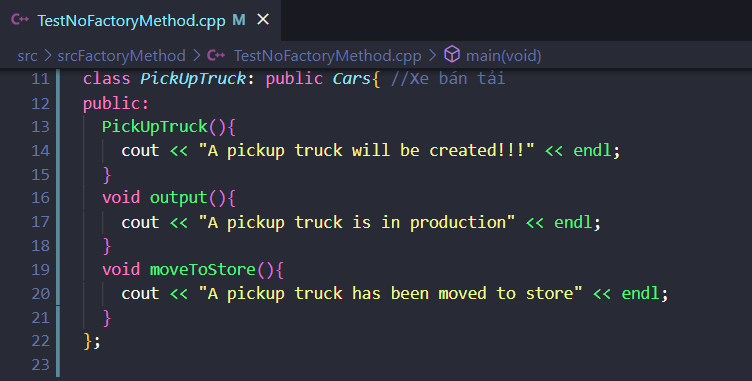 C++ TestNoFactoryMethod.cpp M ×
src > srcFactoryMethod > C++ TestNoFactoryMethod.cpp > main(void)
11 class PickUpTruck: public Cars{ //Xe bán tải
12 public:
13 PickUpTruck(){
14 cout << "A pickup truck will be created!!!" << endl;
15 }
16 void output(){
17 cout << "A pickup truck is in production" << endl;
18 }
19 void moveToStore(){
20 cout << "A pickup truck has been moved to store" << endl;
21 }
22 };
23